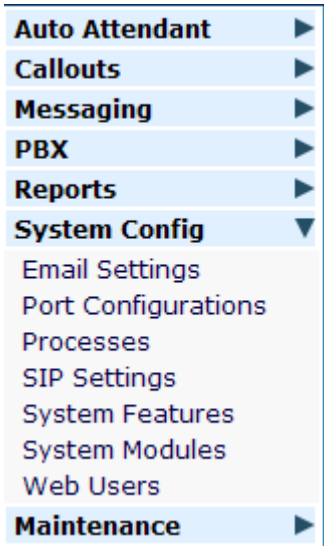 Auto Attendant
Callouts
Messaging
PBX
Reports
System Config
Email Settings
Port Configurations
Processes
SIP Settings
System Features
System Modules
Web Users
Maintenance